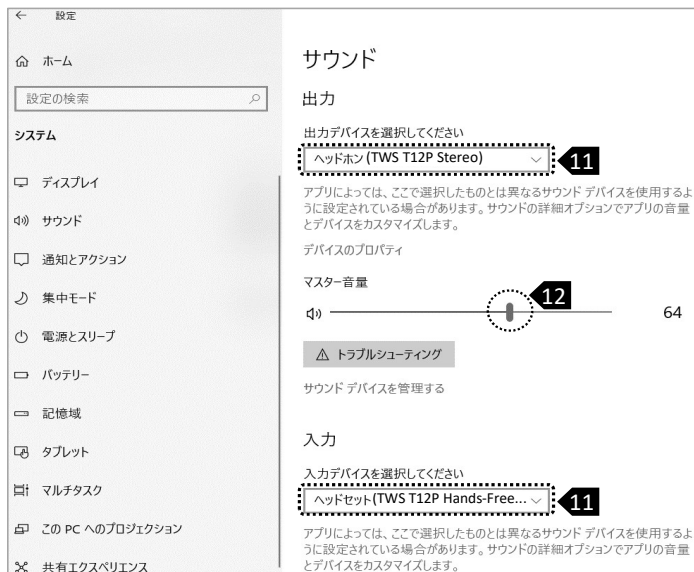 ← 設定
ホーム
設定の検索
システム
ディスプレイ
サウンド
通知とアクション
集中モード
電源とスリープ
バッテリー
記憶域
タブレット
マルチタスク
この PC へのプロジェクション
共有エクスペリエンス
サウンド
出力
出力デバイスを選択してください
ヘッドホン (TWS T12P Stereo) 11
アプリによっては、ここで選択したものとは異なるサウンド デバイスを使用するよ
うに設定されている場合があります。サウンドの詳細オプションでアプリの音量
とデバイスをカスタマイズします。
デバイスのプロパティ
マスター音量
12
64
トラブルシューティング
サウンド デバイスを管理する
入力
入力デバイスを選択してください
ヘッドセット(TWS T12P Hands-Free... 11
アプリによっては、ここで選択したものとは異なるサウンド デバイスを使用するよ
うに設定されている場合があります。サウンドの詳細オプションでアプリの音量
とデバイスをカスタマイズします。